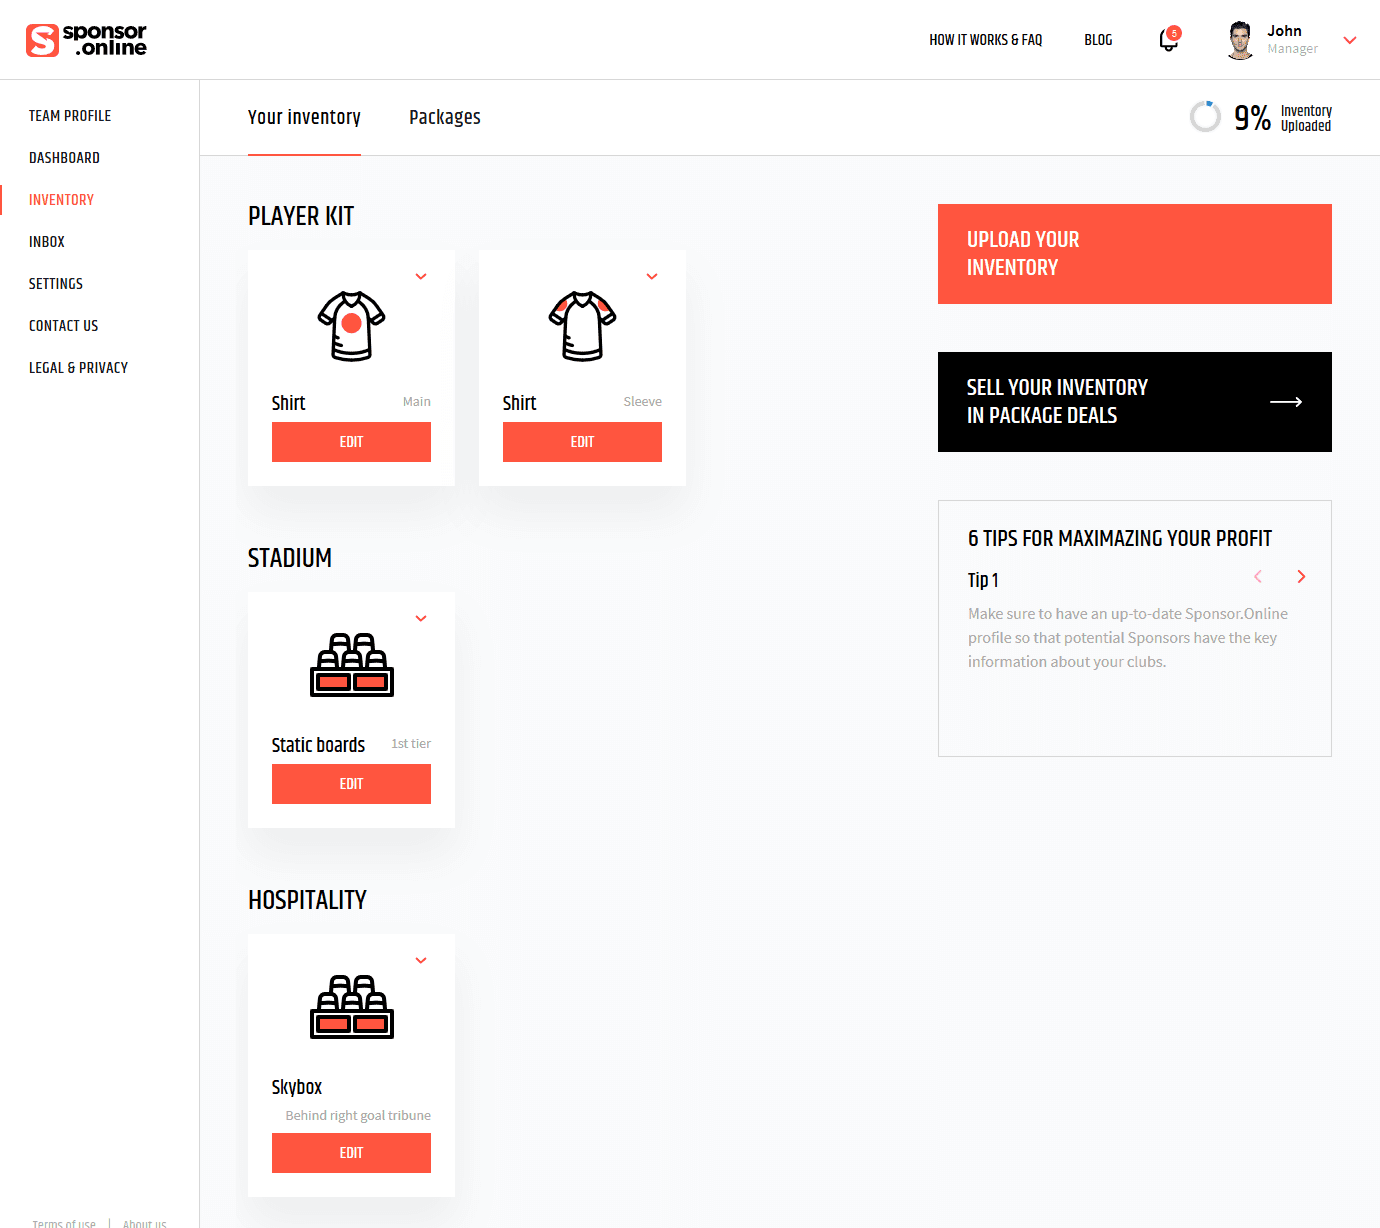 sponsor
.online
HOW IT WORKS & FAQ
BLOG
5
John
Manager
TEAM PROFILE
DASHBOARD
INVENTORY
INBOX
SETTINGS
CONTACT US
LEGAL & PRIVACY
Your inventory
Packages
9%
Inventory
Uploaded
PLAYER KIT
Shirt
Main
EDIT
Shirt
Sleeve
EDIT
STADIUM
Static boards
1st tier
EDIT
HOSPITALITY
Skybox
Behind right goal tribune
EDIT
UPLOAD YOUR
INVENTORY
SELL YOUR INVENTORY
IN PACKAGE DEALS
6 TIPS FOR MAXIMAZING YOUR PROFIT
Tip 1
Make sure to have an up-to-date Sponsor.Online
profile so that potential Sponsors have the key
information about your clubs.
Terms of use | About us